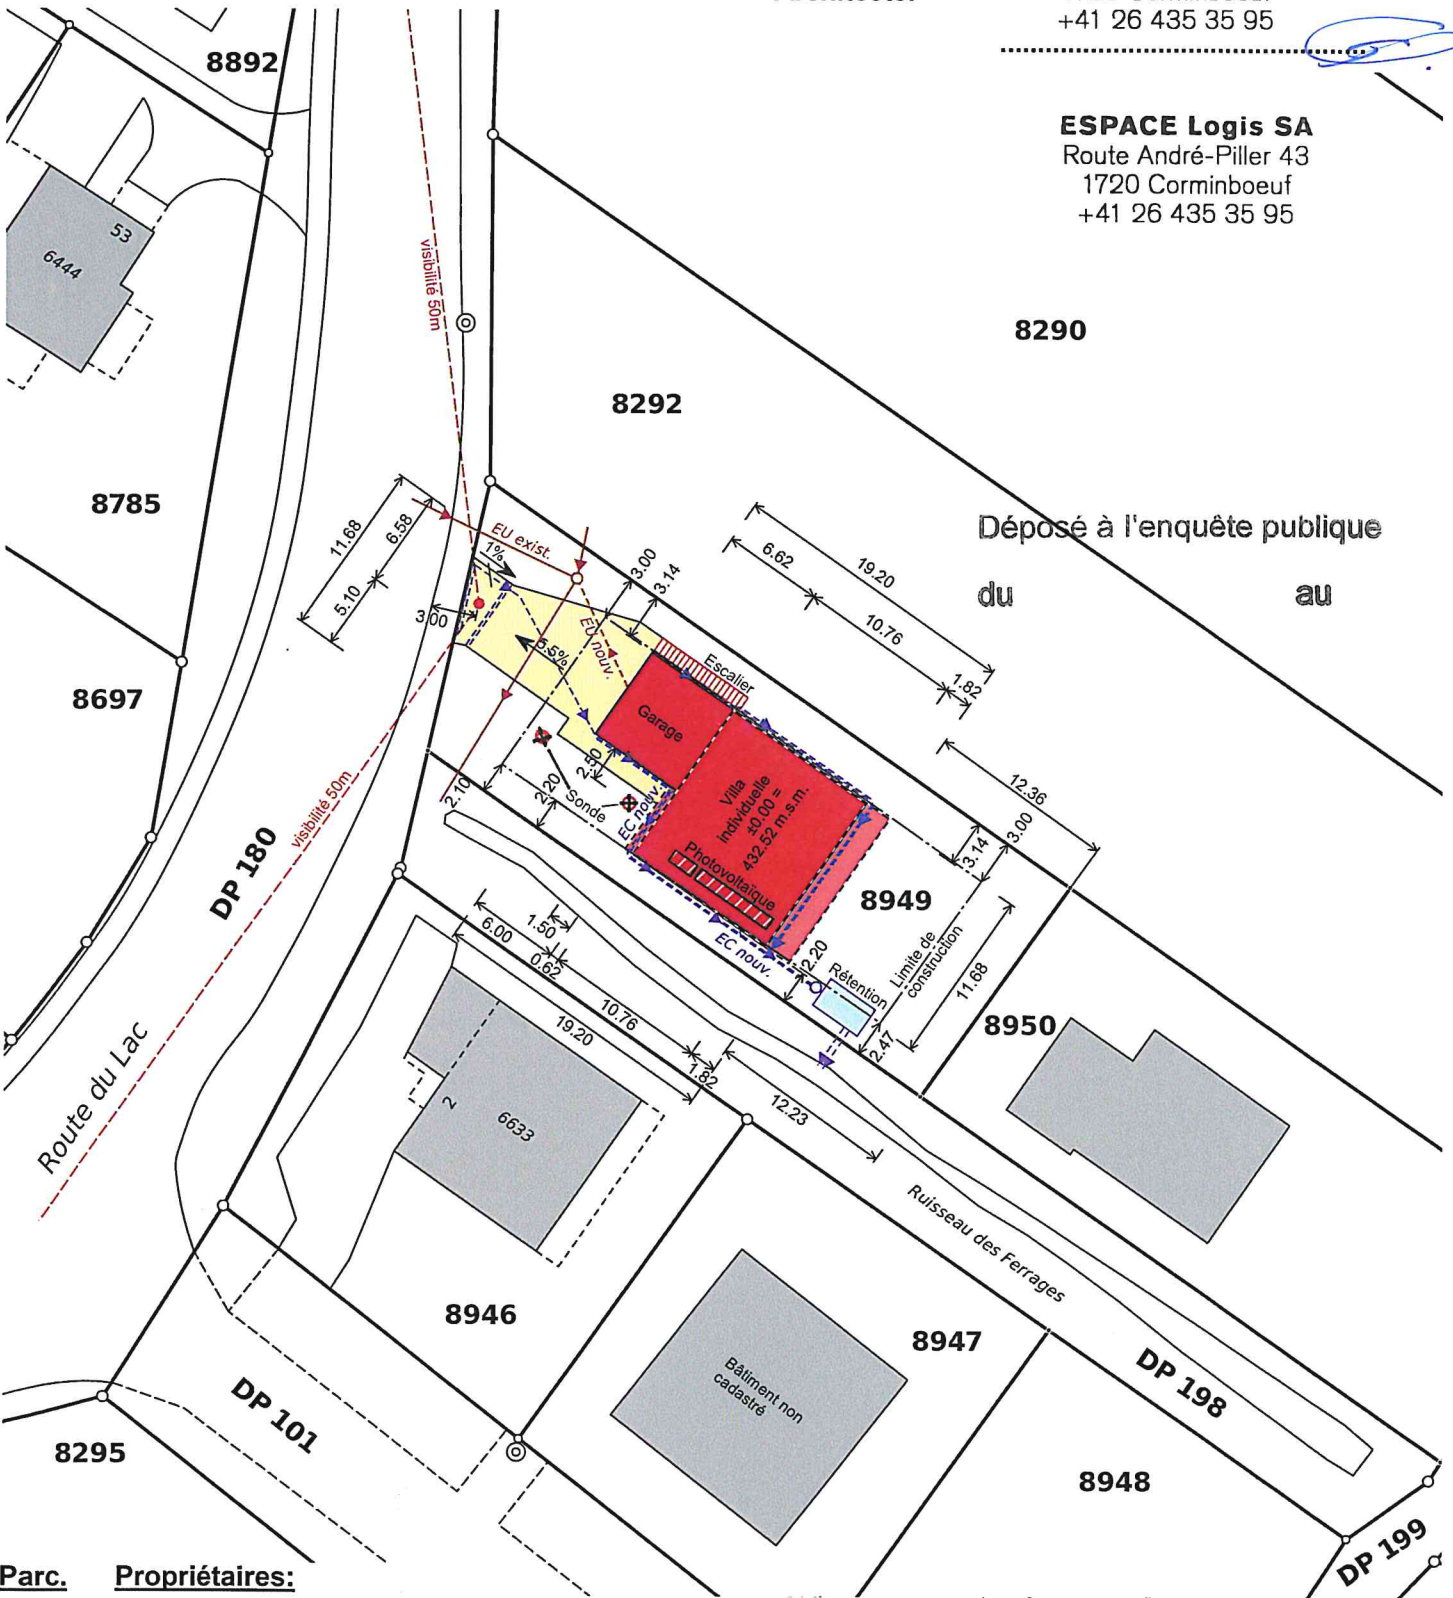 +41 26 435 35 95
ESPACE Logis SA
Route André-Piller 43
1720 Corminboeuf
+41 26 435 35 95
8892
53
6444
visibilité 50m
8290
8292
8785
Déposé à l'enquête publique
du au
11.68
6.58
5.10
EU exist.
1%
3.00
3.14
6.62
19.20
10.76
1.82
3.00
5.5%
EU nouv.
Escalier
8697
Garage
2.50
2.10
2.20
Sonde
EC nouv.
Villa
individuelle
±0.00 =
432.52 m.s.m.
Photovoltaïque
12.36
3.00
3.14
visibilité 50m
DP 180
8949
Limite de
construction
11.68
6.00
1.50
0.62
EC nouv.
2.20
Rétention
10.76
19.20
1.82
2.47
8950
12.23
Route du Lac
2
6633
Ruisseau des Ferrages
8946
8947
Bâtiment non
cadastré
DP 198
DP 101
8295
8948
DP 199
Parc. Propriétaires: